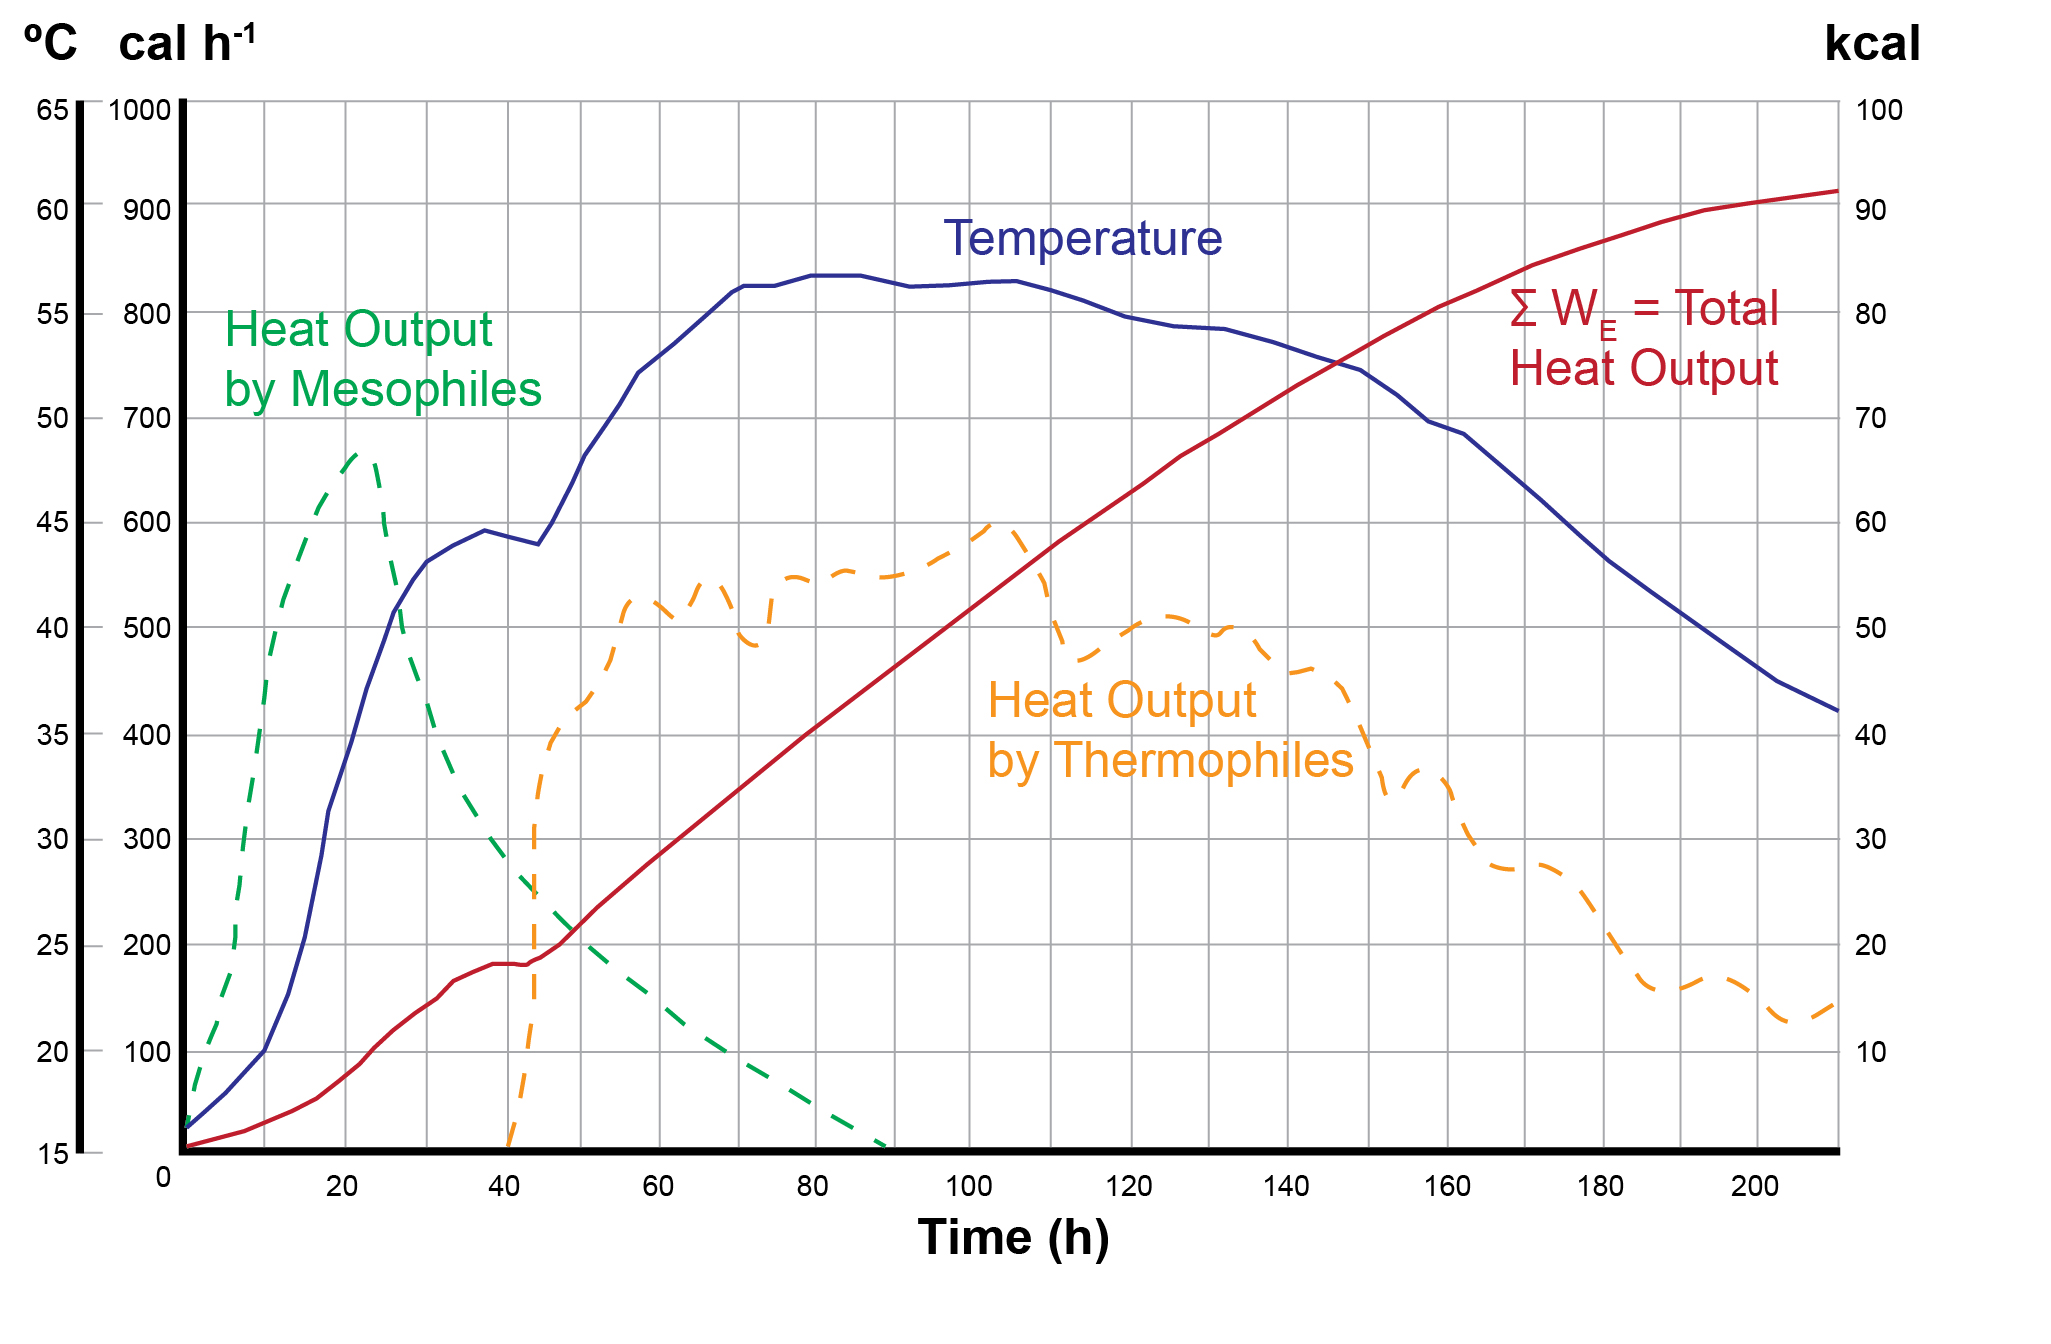 ºC cal h-1 kcal
65 1000 100
60 900 90
Temperature
55 800 80
Heat Output
by Mesophiles
Σ WE = Total
Heat Output
50 700 70
45 600 60
40 500 50
Heat Output
by Thermophiles
35 400 40
30 300 30
25 200 20
20 100 10
15
0 20 40 60 80 100 120 140 160 180 200
Time (h)